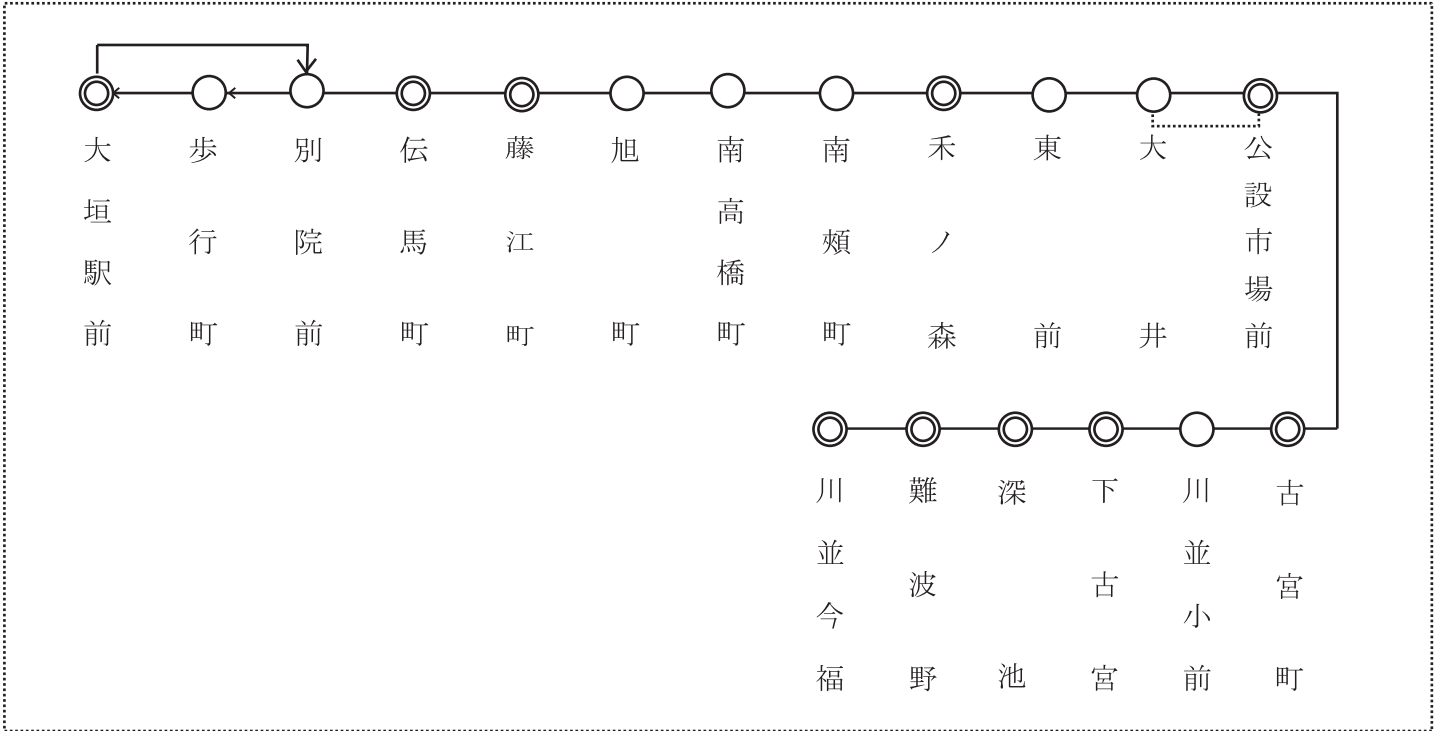 大垣駅前
歩行町
別院前
伝馬町
藤江町
旭町
南高橋町
南頰町
禾ノ森
東前
大井
公設市場前
川並今福
難波野
深池
下古宮
川並小前
古宮町